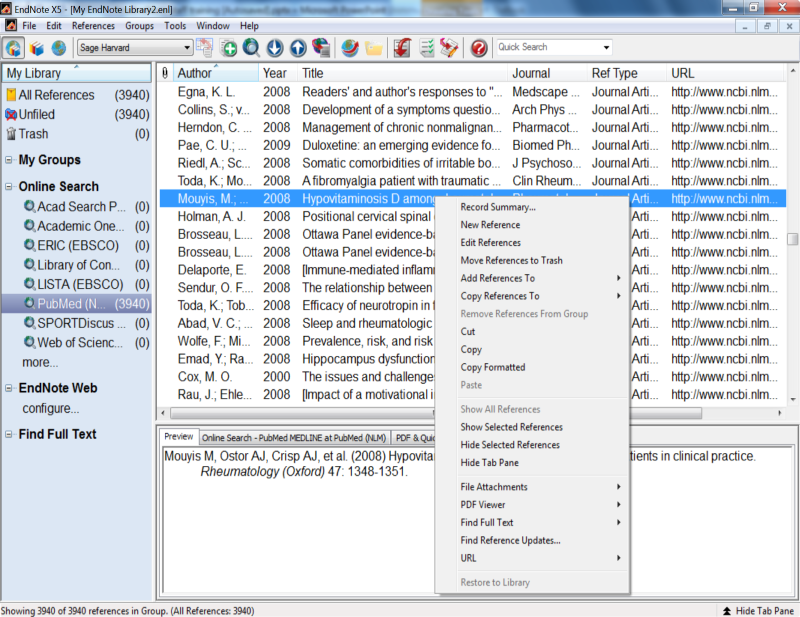 EndNote X5 - [My EndNote Library2.enl]
File Edit References Groups Tools Window Help
Sage Harvard
Quick Search
My Library
All References (3940)
Unfiled (3940)
Trash (0)
My Groups
Online Search
Acad Search P... (0)
Academic One... (0)
ERIC (EBSCO) (0)
Library of Con... (0)
LISTA (EBSCO) (0)
PubMed (N... (3940)
SPORTDiscus ... (0)
Web of Scienc... (0)
more...
EndNote Web
configure...
Find Full Text
Author Year Title Journal Ref Type URL
Egna, K. L. 2008 Readers' and author's responses to "... Medscape ... Journal Arti... http://www.ncbi.nlm...
Collins, S.; v... 2008 Development of a symptoms questio... Arch Phys ... Journal Arti... http://www.ncbi.nlm...
Herndon, C. ... 2008 Management of chronic nonmalignan... Pharmacot... Journal Arti... http://www.ncbi.nlm...
Pae, C. U.; ... 2009 Duloxetine: an emerging evidence fo... Biomed Ph... Journal Arti... http://www.ncbi.nlm...
Riedl, A.; Sc... 2008 Somatic comorbidities of irritable bo... J Psychoso... Journal Arti... http://www.ncbi.nlm...
Toda, K.; Mo... 2008 A fibromyalgia patient with traumatic ... Clin Rheum... Journal Arti... http://www.ncbi.nlm...
Mouyis, M.; ... 2008 Hypovitaminosis D among Arti... http://www.ncbi.nlm...
Holman, A. J. 2008 Positional cervical spinal Arti... http://www.ncbi.nlm...
Brosseau, L.... 2008 Ottawa Panel evidence-ba Arti... http://www.ncbi.nlm...
Brosseau, L.... 2008 Ottawa Panel evidence-ba Arti... http://www.ncbi.nlm...
Delaporte, E. 2008 [Immune-mediated inflam Arti... http://www.ncbi.nlm...
Sendur, O. F.... 2008 The relationship between Arti... http://www.ncbi.nlm...
Toda, K.; Tob... 2008 Efficacy of neurotropin in f Arti... http://www.ncbi.nlm...
Abad, V. C.; ... 2008 Sleep and rheumatologic Arti... http://www.ncbi.nlm...
Wolfe, F.; Mi... 2008 Prevalence, risk, and risk Arti... http://www.ncbi.nlm...
Emad, Y.; Ra... 2008 Hippocampus dysfunction Arti... http://www.ncbi.nlm...
Cox, M. O. 2000 The issues and challenge Arti... http://www.ncbi.nlm...
Rau, J.; Ehle... 2008 [Impact of a motivational i Arti... http://www.ncbi.nlm...
Record Summary...
New Reference
Edit References
Move References to Trash
Add References To
Copy References To
Remove References From Group
Cut
Copy
Copy Formatted
Paste
Show All References
Show Selected References
Hide Selected References
Hide Tab Pane
File Attachments
PDF Viewer
Find Full Text
Find Reference Updates...
URL
Restore to Library
Preview Online Search - PubMed MEDLINE at PubMed (NLM) PDF & Quic
Mouyis M, Ostor AJ, Crisp AJ, et al. (2008) Hypovit tients in clinical practice.
Rheumatology (Oxford) 47: 1348-1351.
Showing 3940 of 3940 references in Group. (All References: 3940) Hide Tab Pane